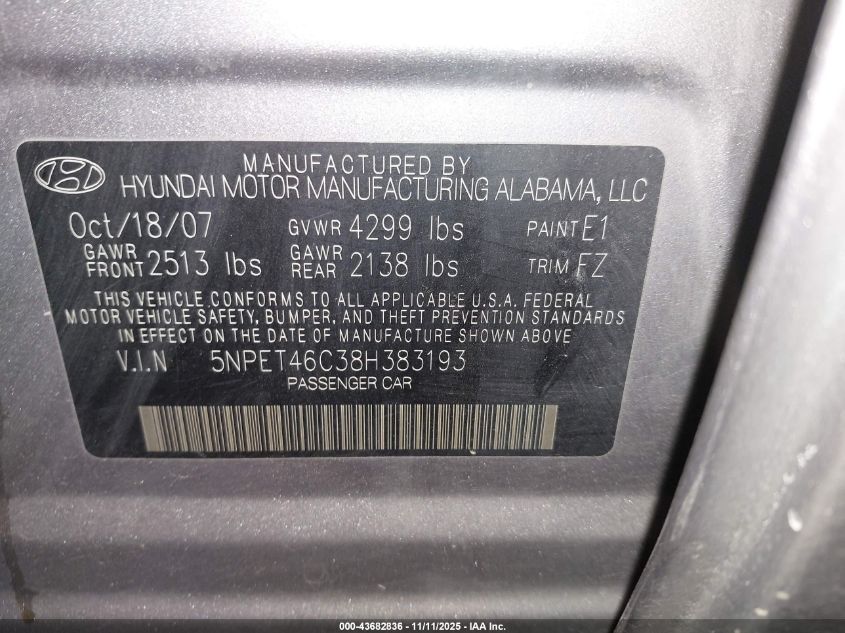 MANUFACTURED BY
HYUNDAI MOTOR MANUFACTURING ALABAMA, LLC
Oct/18/07 GVWR 4299 lbs PAINT E1
GAWR FRONT 2513 lbs GAWR REAR 2138 lbs TRIM FZ
THIS VEHICLE CONFORMS TO ALL APPLICABLE U.S.A. FEDERAL
MOTOR VEHICLE SAFETY, BUMPER, AND THEFT PREVENTION STANDARDS
IN EFFECT ON THE DATE OF MANUFACTURE SHOWN ABOVE
V.I.N 5NPET46C38H383193
PASSENGER CAR
000-43682836 - 11/11/2025 - IAA Inc.